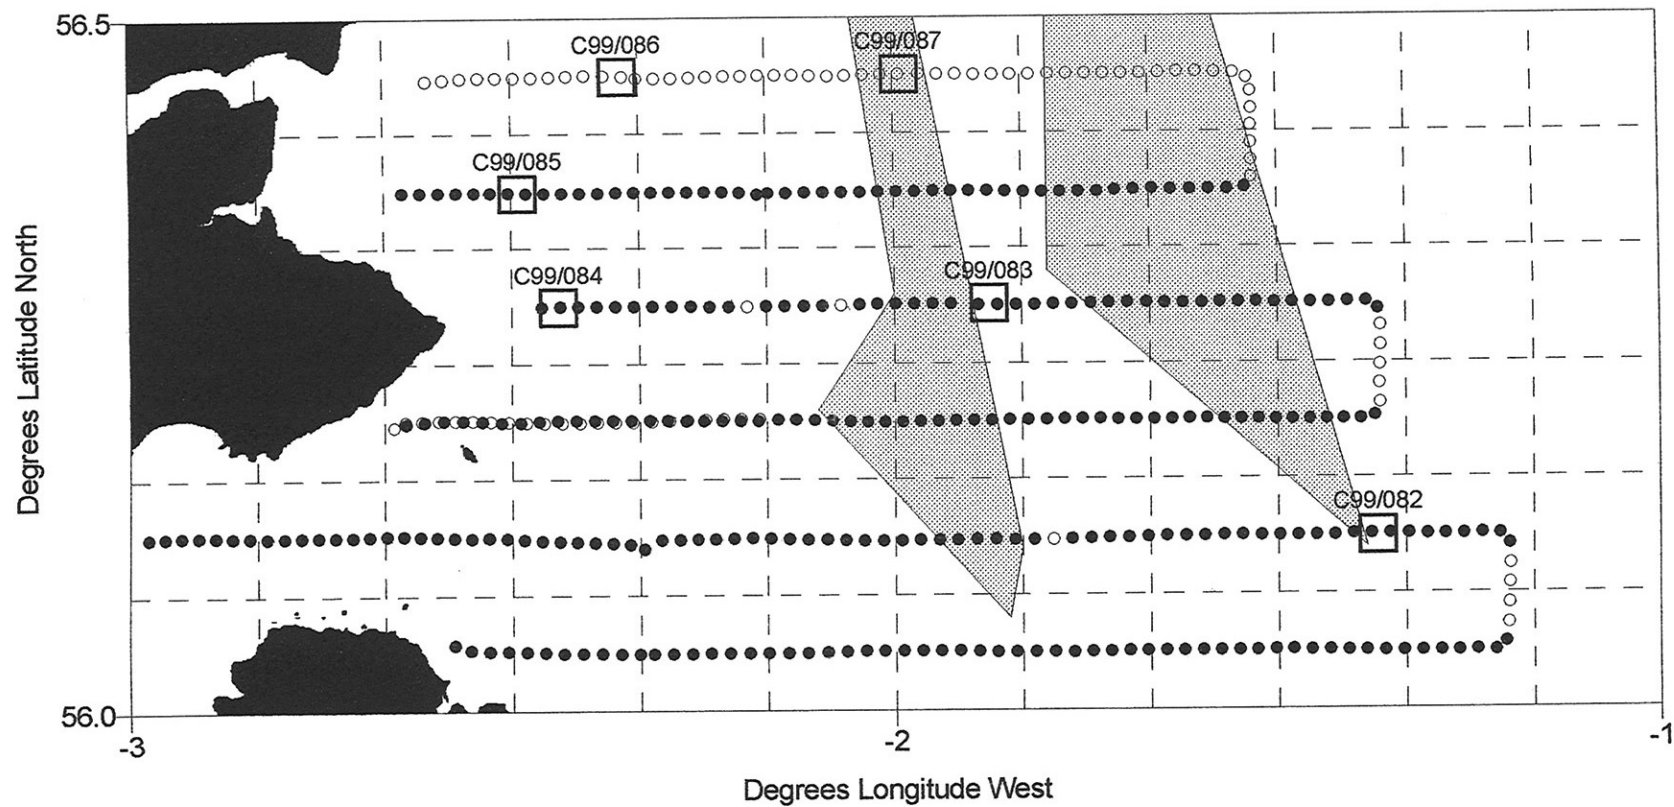 56.5
C99/086
C99/087
C99/085
C99/084
C99/083
C99/082
Degrees Latitude North
56.0
-3
-2
-1
Degrees Longitude West